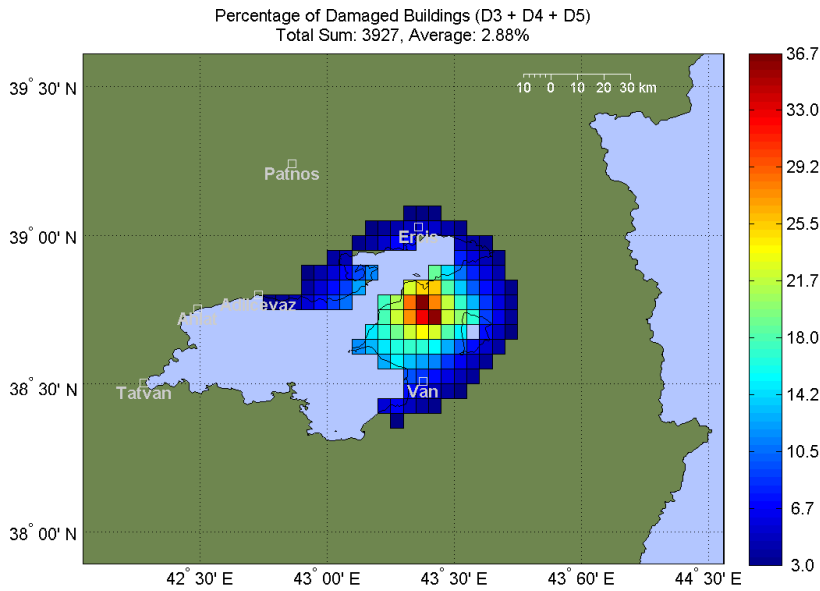 Percentage of Damaged Buildings (D3 + D4 + D5)
Total Sum: 3927, Average: 2.88%
36.7
39° 30' N
10 0 10 20 30 km
33.0
29.2
Patnos
25.5
39° 00' N
Ercis
21.7
Adilcevaz
Ahlat
18.0
14.2
38° 30' N
Tatvan
Van
10.5
6.7
38° 00' N
3.0
42° 30' E
43° 00' E
43° 30' E
43° 60' E
44° 30' E